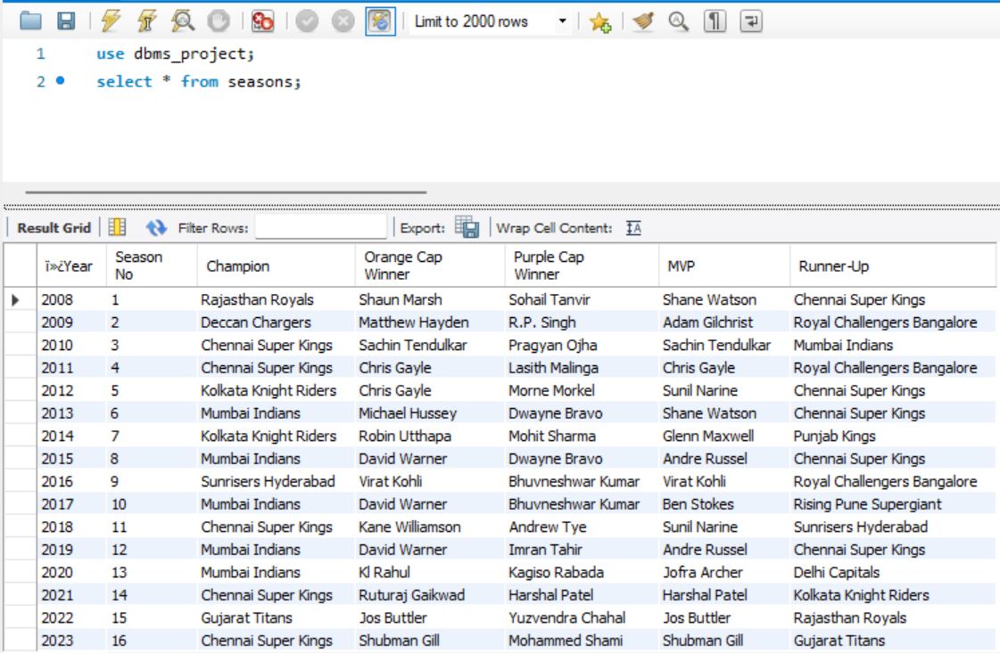 Limit to 2000 rows
1 use dbms_project;
2 select * from seasons;
Result Grid Filter Rows: Export: Wrap Cell Content: IA
ï»¿Year Season No Champion Orange Cap Winner Purple Cap Winner MVP Runner-Up
2008 1 Rajasthan Royals Shaun Marsh Sohail Tanvir Shane Watson Chennai Super Kings
2009 2 Deccan Chargers Matthew Hayden R.P. Singh Adam Gilchrist Royal Challengers Bangalore
2010 3 Chennai Super Kings Sachin Tendulkar Pragyan Ojha Sachin Tendulkar Mumbai Indians
2011 4 Chennai Super Kings Chris Gayle Lasith Malinga Chris Gayle Royal Challengers Bangalore
2012 5 Kolkata Knight Riders Chris Gayle Morne Morkel Sunil Narine Chennai Super Kings
2013 6 Mumbai Indians Michael Hussey Dwayne Bravo Shane Watson Chennai Super Kings
2014 7 Kolkata Knight Riders Robin Utthapa Mohit Sharma Glenn Maxwell Punjab Kings
2015 8 Mumbai Indians David Warner Dwayne Bravo Andre Russel Chennai Super Kings
2016 9 Sunrisers Hyderabad Virat Kohli Bhuvneshwar Kumar Virat Kohli Royal Challengers Bangalore
2017 10 Mumbai Indians David Warner Bhuvneshwar Kumar Ben Stokes Rising Pune Supergiant
2018 11 Chennai Super Kings Kane Williamson Andrew Tye Sunil Narine Sunrisers Hyderabad
2019 12 Mumbai Indians David Warner Imran Tahir Andre Russel Chennai Super Kings
2020 13 Mumbai Indians Kl Rahul Kagiso Rabada Jofra Archer Delhi Capitals
2021 14 Chennai Super Kings Ruturaj Gaikwad Harshal Patel Harshal Patel Kolkata Knight Riders
2022 15 Gujarat Titans Jos Buttler Yuzvendra Chahal Jos Buttler Rajasthan Royals
2023 16 Chennai Super Kings Shubman Gill Mohammed Shami Shubman Gill Gujarat Titans